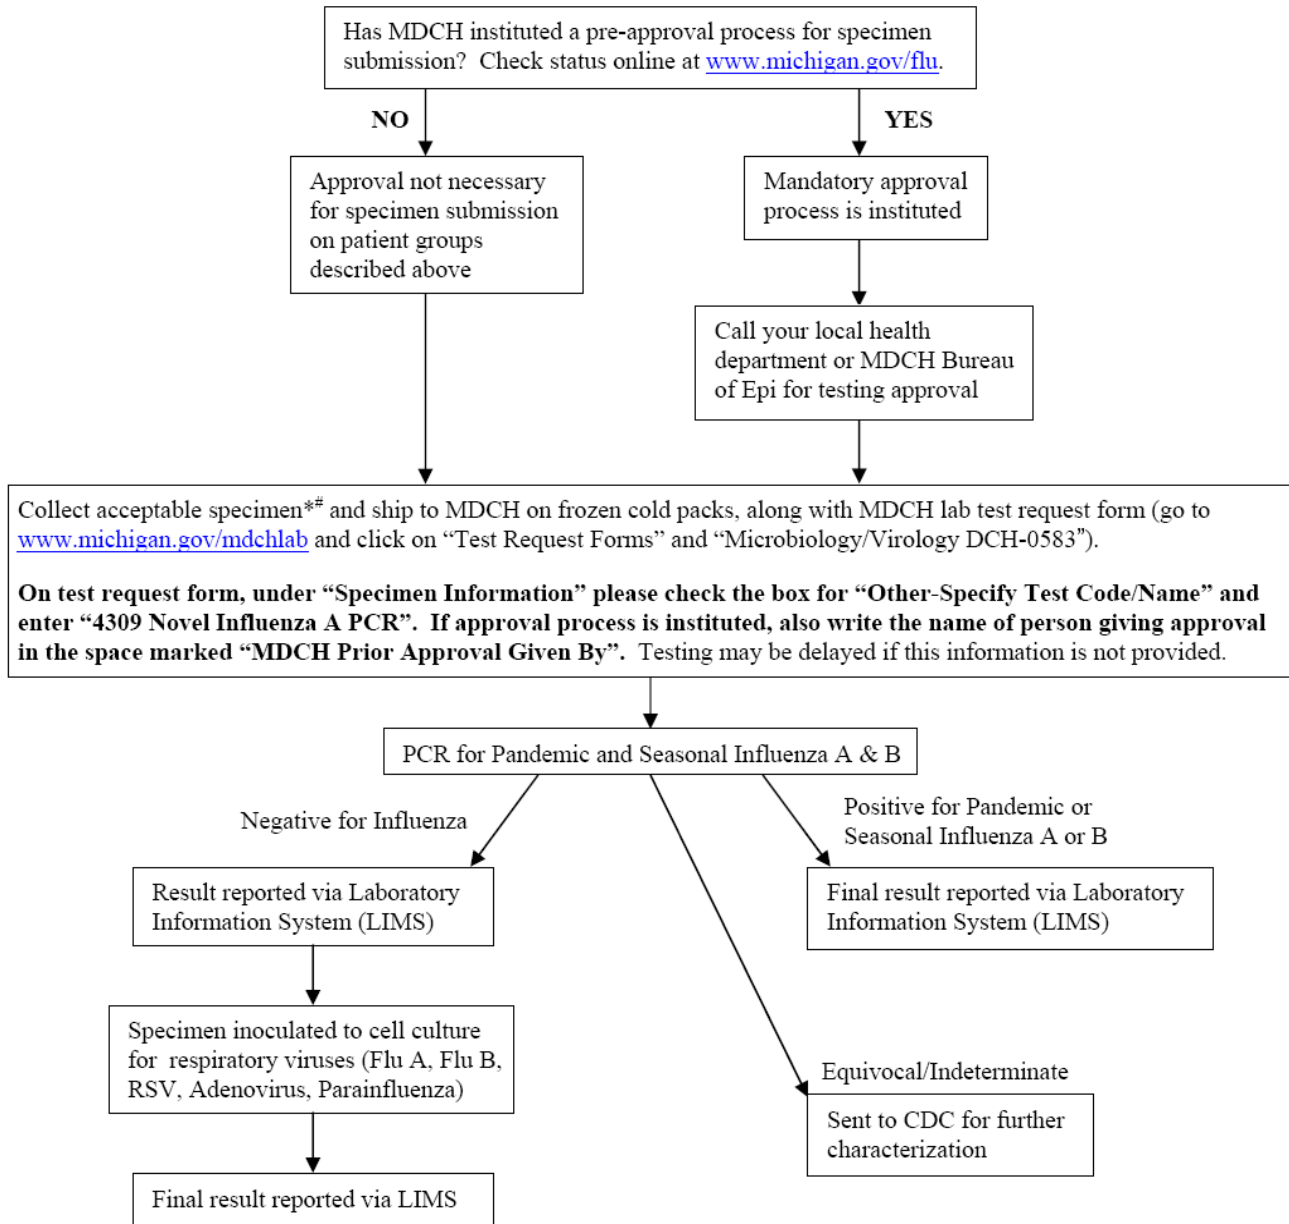 Has MDCH instituted a pre-approval process for specimen
submission?  Check status online at www.michigan.gov/flu.
NO
YES
Approval not necessary
for specimen submission
on patient groups
described above
Mandatory approval
process is instituted
Call your local health
department or MDCH Bureau
of Epi for testing approval
Collect acceptable specimen*# and ship to MDCH on frozen cold packs, along with MDCH lab test request form (go to
www.michigan.gov/mdchlab and click on “Test Request Forms” and “Microbiology/Virology DCH-0583”).
On test request form, under “Specimen Information” please check the box for “Other-Specify Test Code/Name” and
enter “4309 Novel Influenza A PCR”.  If approval process is instituted, also write the name of person giving approval
in the space marked “MDCH Prior Approval Given By”.  Testing may be delayed if this information is not provided.
PCR for Pandemic and Seasonal Influenza A & B
Negative for Influenza
Positive for Pandemic or
Seasonal Influenza A or B
Result reported via Laboratory
Information System (LIMS)
Final result reported via Laboratory
Information System (LIMS)
Specimen inoculated to cell culture
for  respiratory viruses (Flu A, Flu B,
RSV, Adenovirus, Parainfluenza)
Equivocal/Indeterminate
Sent to CDC for further
characterization
Final result reported via LIMS